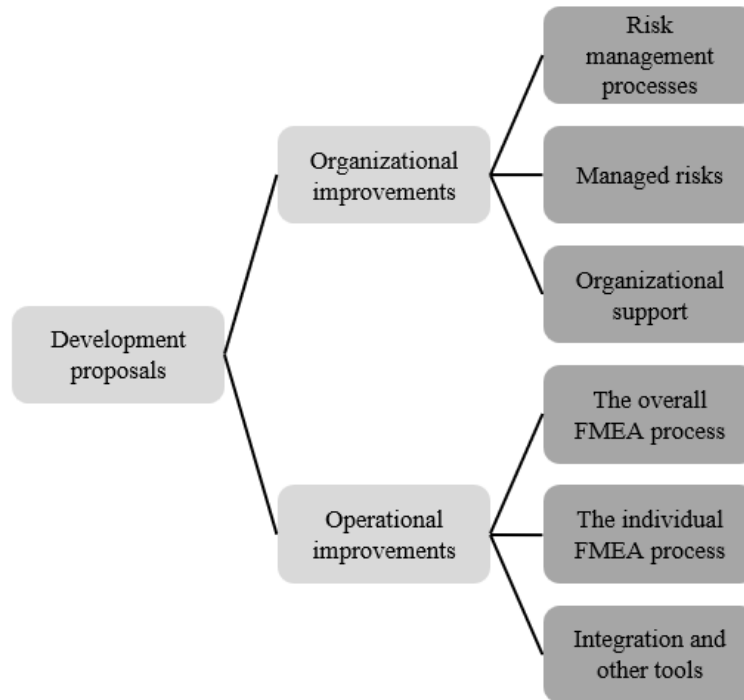 Risk
management
processes
Organizational
improvements
Managed risks
Organizational
support
Development
proposals
The overall
FMEA process
Operational
improvements
The individual
FMEA process
Integration and
other tools